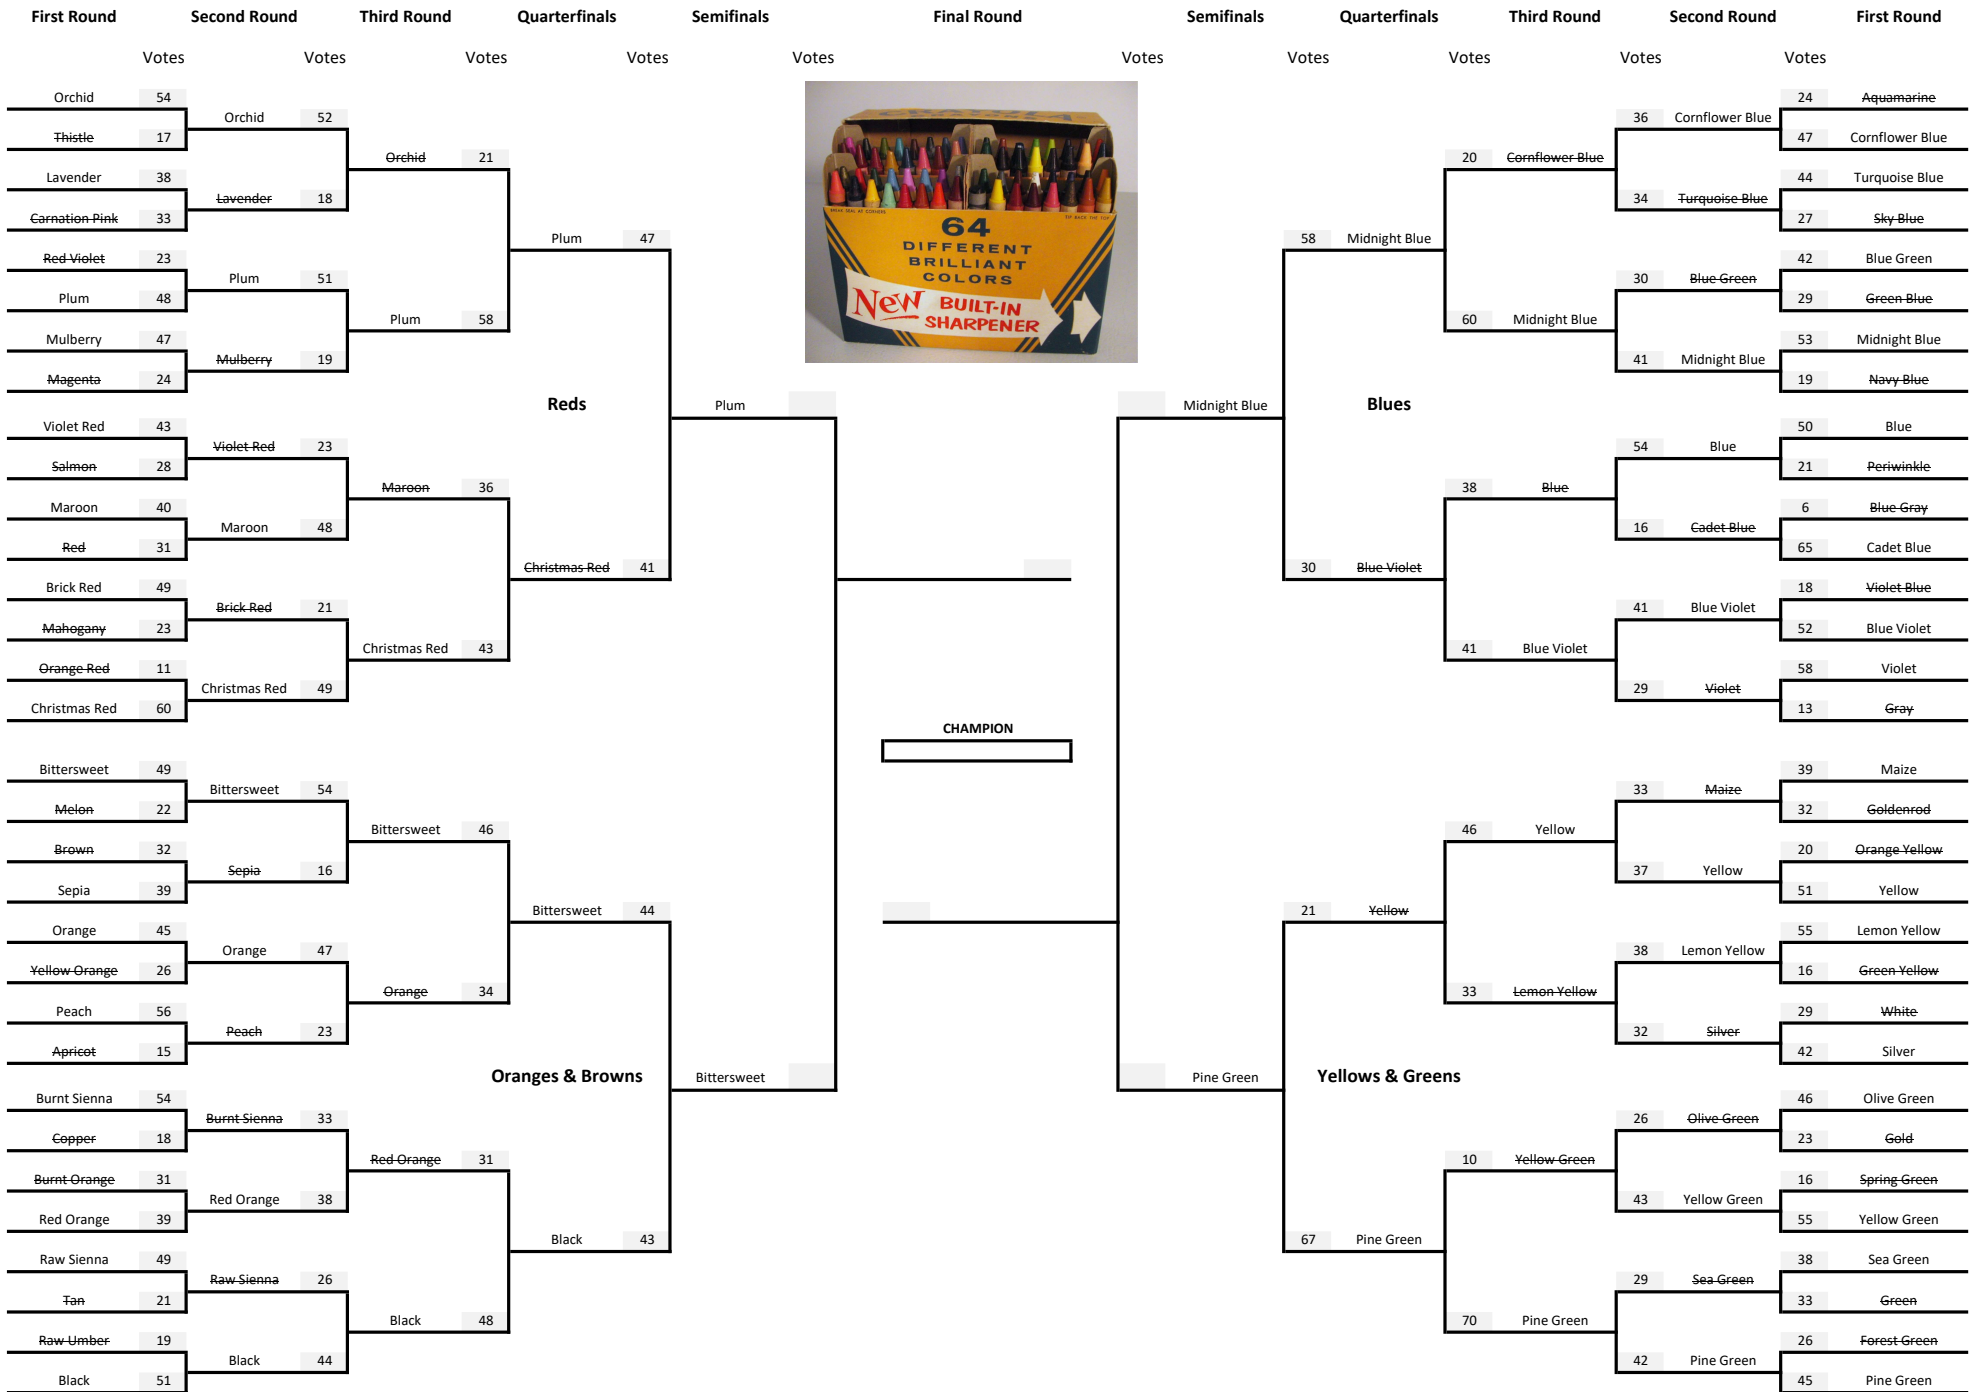 First Round Second Round Third Round Quarterfinals Semifinals Final Round Semifinals Quarterfinals Third Round Second Round First Round
Votes Votes Votes Votes Votes Votes Votes Votes Votes Votes
Orchid 54
Thistle 17
Lavender 38
Carnation Pink 33
Red Violet 23
Plum 48
Mulberry 47
Magenta 24
Violet Red 43
Salmon 28
Maroon 40
Red 31
Brick Red 49
Mahogany 23
Orange Red 11
Christmas Red 60
Bittersweet 49
Melon 22
Brown 32
Sepia 39
Orange 45
Yellow Orange 26
Peach 56
Apricot 15
Burnt Sienna 54
Copper 18
Burnt Orange 31
Red Orange 39
Raw Sienna 49
Tan 21
Raw Umber 19
Black 51
Orchid 52
Lavender 18
Plum 51
Mulberry 19
Violet Red 23
Maroon 48
Brick Red 21
Christmas Red 49
Bittersweet 54
Sepia 16
Orange 47
Peach 23
Burnt Sienna 33
Red Orange 38
Raw Sienna 26
Black 44
Orchid 21
Plum 58
Maroon 36
Christmas Red 43
Bittersweet 46
Orange 34
Red Orange 31
Black 48
Plum 47
Reds
Christmas Red 41
Bittersweet 44
Oranges & Browns
Black 43
Plum
Bittersweet
64
DIFFERENT
BRILLIANT
COLORS
New BUILT-IN
SHARPENER
CHAMPION
Midnight Blue
Pine Green
58 Midnight Blue
Blues
30 Blue Violet
21 Yellow
Yellows & Greens
67 Pine Green
20 Cornflower Blue
60 Midnight Blue
38 Blue
41 Blue Violet
46 Yellow
33 Lemon Yellow
10 Yellow Green
70 Pine Green
36 Cornflower Blue
34 Turquoise Blue
30 Blue Green
41 Midnight Blue
54 Blue
16 Cadet Blue
41 Blue Violet
29 Violet
33 Maize
37 Yellow
38 Lemon Yellow
32 Silver
26 Olive Green
43 Yellow Green
29 Sea Green
42 Pine Green
24 Aquamarine
47 Cornflower Blue
44 Turquoise Blue
27 Sky Blue
42 Blue Green
29 Green Blue
53 Midnight Blue
19 Navy Blue
50 Blue
21 Periwinkle
6 Blue Gray
65 Cadet Blue
18 Violet Blue
52 Blue Violet
58 Violet
13 Gray
39 Maize
32 Goldenrod
20 Orange Yellow
51 Yellow
55 Lemon Yellow
16 Green Yellow
29 White
42 Silver
46 Olive Green
23 Gold
16 Spring Green
55 Yellow Green
38 Sea Green
33 Green
26 Forest Green
45 Pine Green